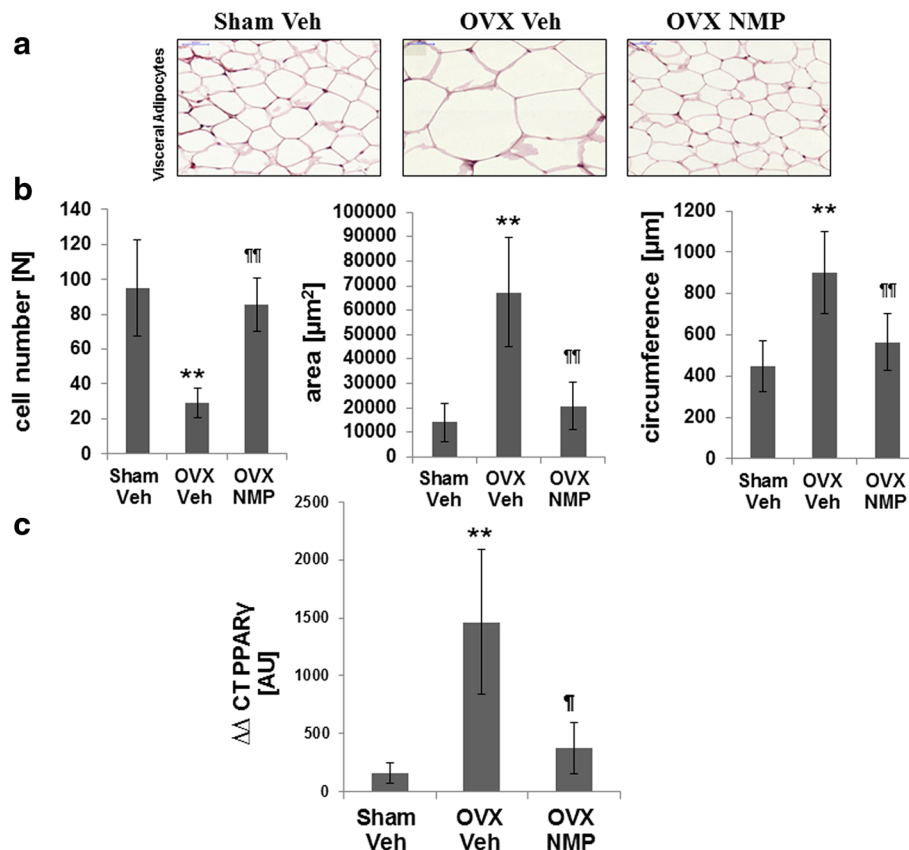 a
Sham Veh
OVX Veh
OVX NMP
Visceral Adipocytes
b
cell number [N]
140
120
100
80
60
40
20
0
**
¶¶
Sham Veh
OVX Veh
OVX NMP
area [µm²]
100000
90000
80000
70000
60000
50000
40000
30000
20000
10000
0
**
¶¶
Sham Veh
OVX Veh
OVX NMP
circumference [µm]
1200
1000
800
600
400
200
0
**
¶¶
Sham Veh
OVX Veh
OVX NMP
c
ΔΔ CT PPARγ
[AU]
2500
2000
1500
1000
500
0
**
¶
Sham Veh
OVX Veh
OVX NMP